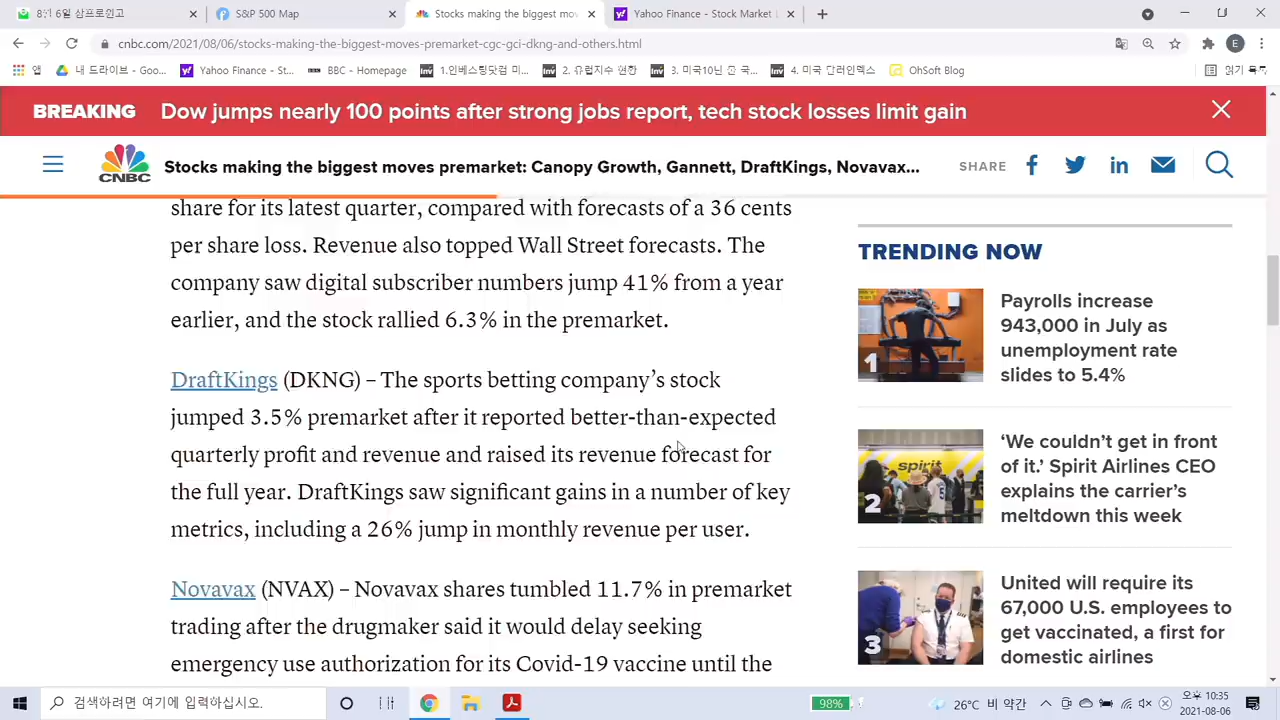 8월 6일 삼프로원고
S&P 500 Map
Stocks making the biggest mov
Yahoo Finance - Stock Market L
cnbc.com/2021/08/06/stocks-making-the-biggest-moves-premarket-cgc-gci-dkng-and-others.html
E
앱
내 드라이브 - Goo...
Yahoo Finance - St...
BBC - Homepage
1.인베스팅닷컴 미...
2. 유럽지수 현황
3. 미국10년 준 국...
4. 미국 달러인덱스
OhSoft Blog
읽기 목록
BREAKING Dow jumps nearly 100 points after strong jobs report, tech stock losses limit gain
CNBC
Stocks making the biggest moves premarket: Canopy Growth, Gannett, DraftKings, Novavax...
SHARE
share for its latest quarter, compared with forecasts of a 36 cents
per share loss. Revenue also topped Wall Street forecasts. The
company saw digital subscriber numbers jump 41% from a year
earlier, and the stock rallied 6.3% in the premarket.
DraftKings (DKNG) – The sports betting company’s stock
jumped 3.5% premarket after it reported better-than-expected
quarterly profit and revenue and raised its revenue forecast for
the full year. DraftKings saw significant gains in a number of key
metrics, including a 26% jump in monthly revenue per user.
Novavax (NVAX) – Novavax shares tumbled 11.7% in premarket
trading after the drugmaker said it would delay seeking
emergency use authorization for its Covid-19 vaccine until the
TRENDING NOW
1
Payrolls increase
943,000 in July as
unemployment rate
slides to 5.4%
spirit
2
‘We couldn’t get in front
of it.’ Spirit Airlines CEO
explains the carrier’s
meltdown this week
3
United will require its
67,000 U.S. employees to
get vaccinated, a first for
domestic airlines
검색하려면 여기에 입력하십시오.
98%
26°C 비 약간
오후 10:35
2021-08-06